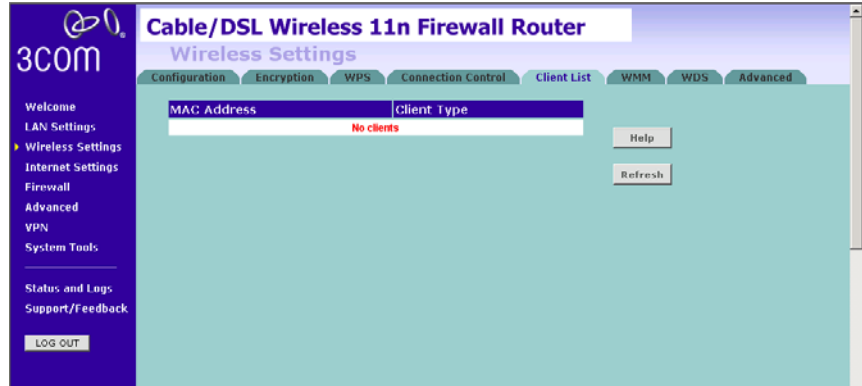 3COM
Cable/DSL Wireless 11n Firewall Router
Wireless Settings
Configuration Encryption WPS Connection Control Client List WMM WDS Advanced
Welcome
LAN Settings
Wireless Settings
Internet Settings
Firewall
Advanced
VPN
System Tools
Status and Logs
Support/Feedback
LOG OUT
MAC Address Client Type
No clients
Help
Refresh